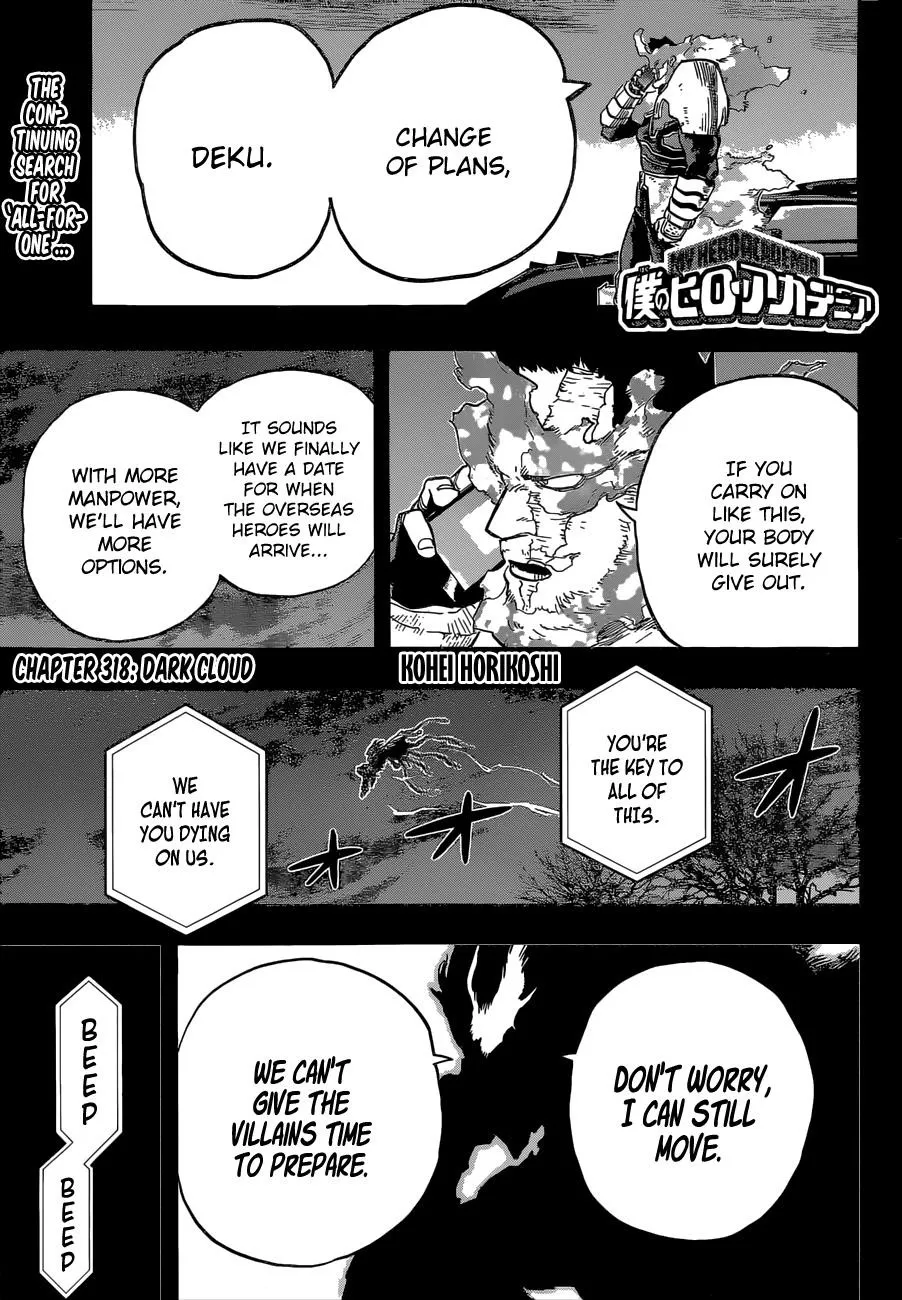 THE
CON-
TINUING
SEARCH
FOR
'ALL-FOR-
ONE'...
CHANGE
OF PLANS,
DEKU.
MY HERO ACADEMIA
僕のヒーローアカデミア
IF YOU
CARRY ON
LIKE THIS,
YOUR BODY
WILL SURELY
GIVE OUT.
IT SOUNDS
LIKE WE FINALLY
HAVE A DATE
FOR WHEN
THE OVERSEAS
HEROES WILL
ARRIVE...
WITH MORE
MANPOWER,
WE'LL HAVE
MORE
OPTIONS.
CHAPTER 318: DARK CLOUD
KOHEI HORIKOSHI
YOU'RE
THE KEY TO
ALL OF
THIS.
WE
CAN'T HAVE
YOU DYING
ON US.
DON'T WORRY,
I CAN STILL
MOVE.
WE CAN'T
GIVE THE
VILLAINS TIME
TO PREPARE.
BEEP
BEEP